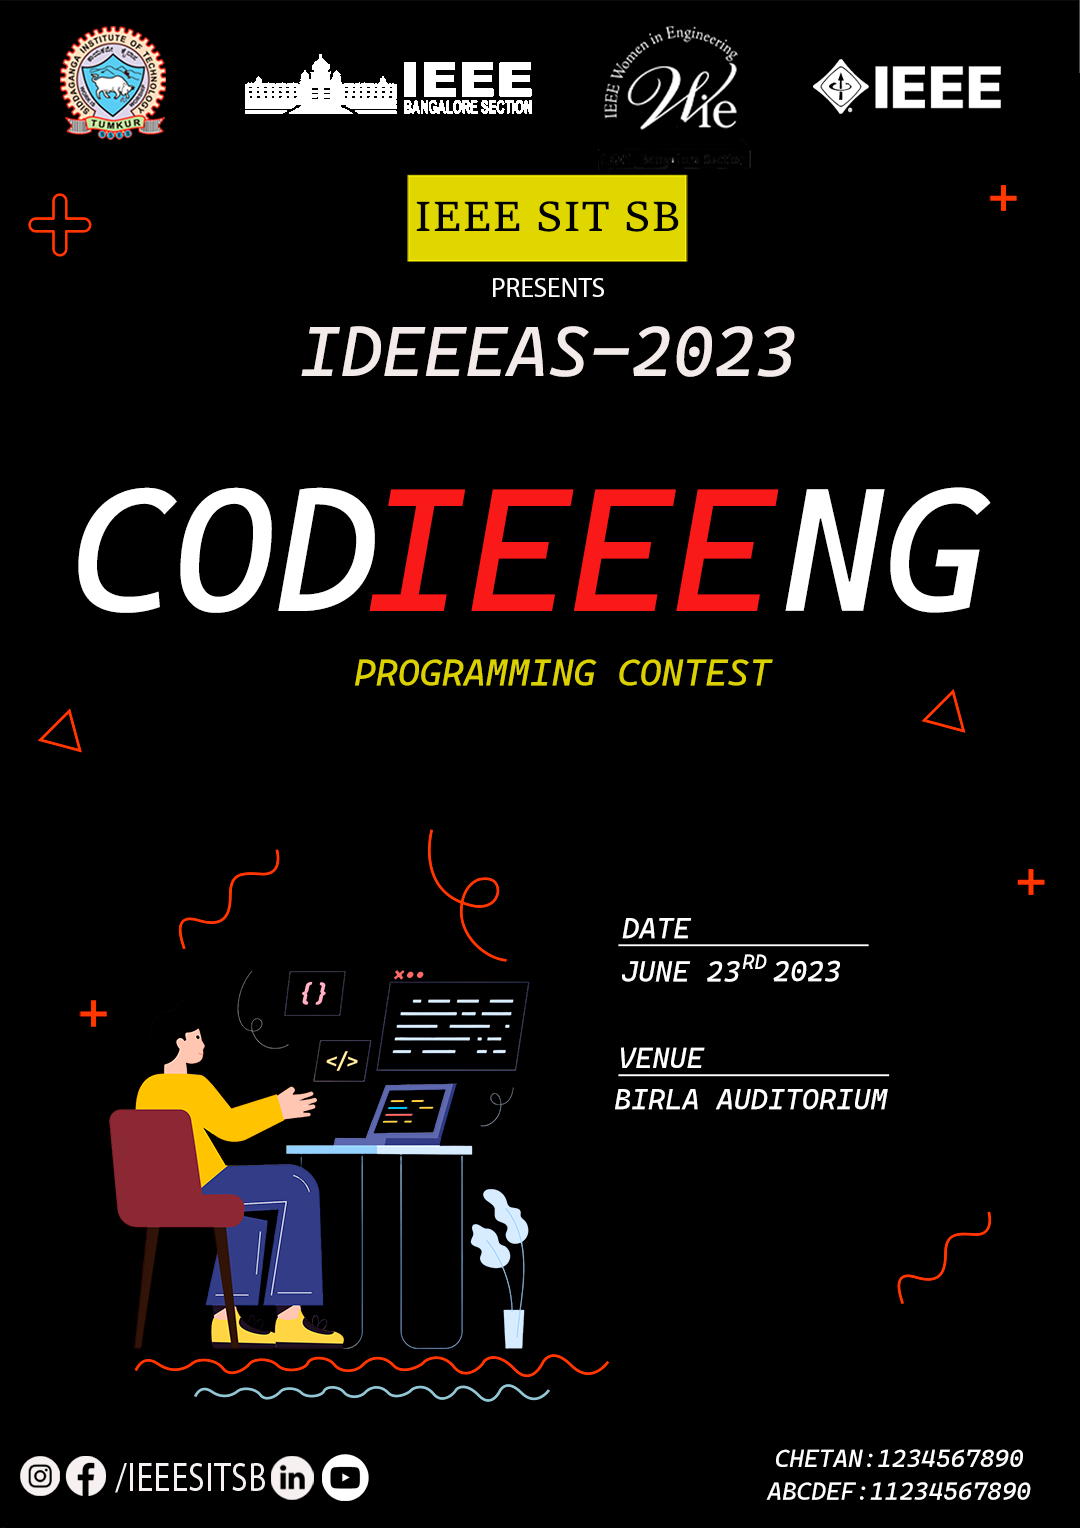 SIDDAGANGA INSTITUTE OF TECHNOLOGY
TUMKUR
IEEE
BANGALORE SECTION
IEEE Women in Engineering
Wie
IEEE
IEEE SIT SB
PRESENTS
IDEEEAS-2023
CODIEEENG
PROGRAMMING CONTEST
DATE
JUNE 23RD 2023
{}
</>
VENUE
BIRLA AUDITORIUM
/IEEESITSB
in
CHETAN:1234567890
ABCDEF:11234567890